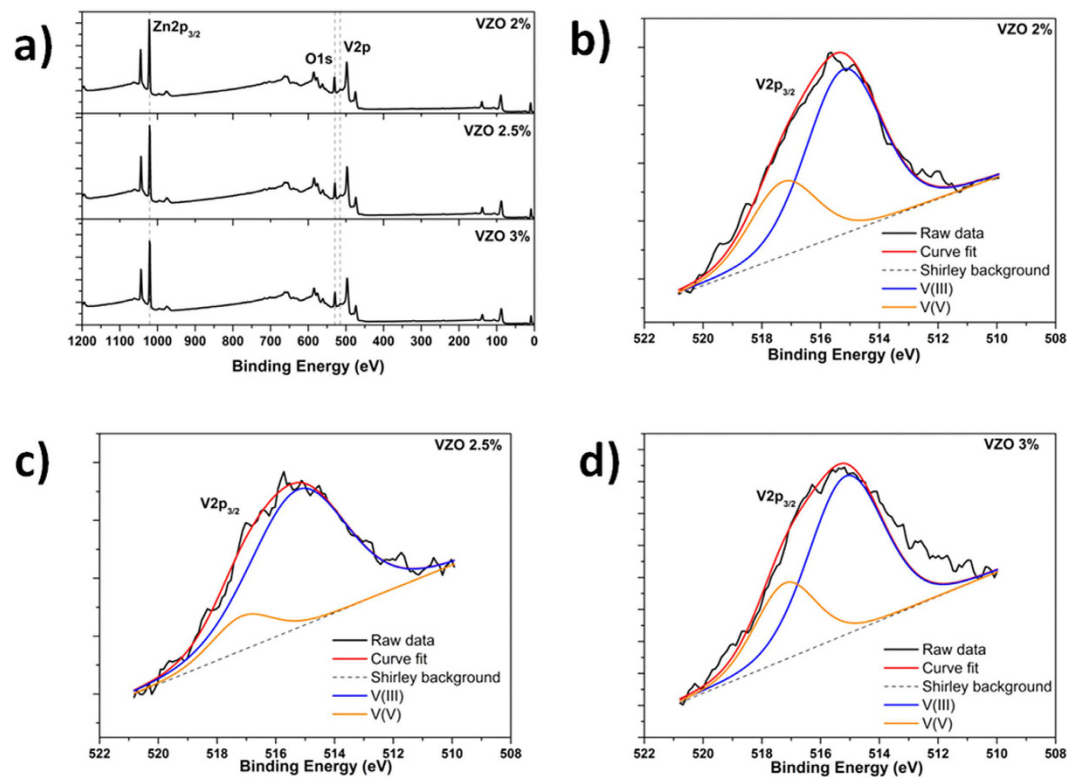 a)
VZO 2%
Zn2p3/2
O1s
V2p
VZO 2.5%
VZO 3%
1200 1100 1000 900 800 700 600 500 400 300 200 100 0
Binding Energy (eV)
b)
VZO 2%
V2p3/2
Raw data
Curve fit
Shirley background
V(III)
V(V)
522 520 518 516 514 512 510 508
Binding Energy (eV)
c)
VZO 2.5%
V2p3/2
Raw data
Curve fit
Shirley background
V(III)
V(V)
522 520 518 516 514 512 510 508
Binding Energy (eV)
d)
VZO 3%
V2p3/2
Raw data
Curve fit
Shirley background
V(III)
V(V)
522 520 518 516 514 512 510 508
Binding Energy (eV)